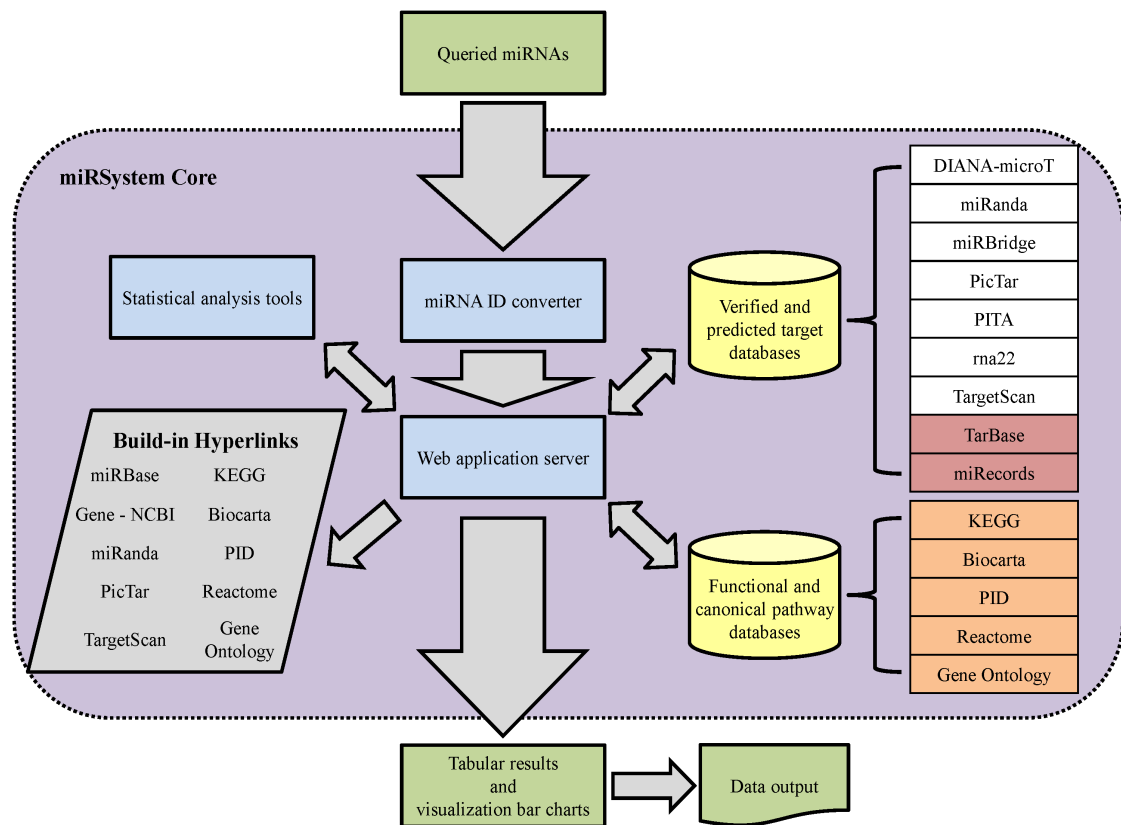 Queried miRNAs
miRSystem Core
Statistical analysis tools
miRNA ID converter
Verified and
predicted target
databases
DIANA-microT
miRanda
miRBridge
PicTar
PITA
rna22
TargetScan
TarBase
miRecords
Web application server
Build-in Hyperlinks
miRBase
KEGG
Gene - NCBI
Biocarta
miRanda
PID
PicTar
Reactome
TargetScan
Gene
Ontology
Functional and
canonical pathway
databases
KEGG
Biocarta
PID
Reactome
Gene Ontology
Tabular results
and
visualization bar charts
Data output